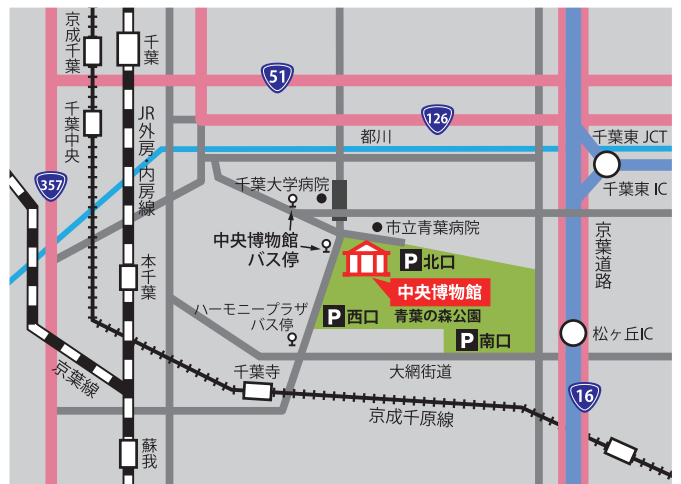 京成千葉
千葉
51
126
都川
千葉東 JCT
千葉東 IC
千葉中央
JR外房・内房線
357
千葉大学病院
市立青葉病院
中央博物館
バス停
北口
中央博物館
青葉の森公園
京葉道路
本千葉
ハーモニープラザ
バス停
P
P西口
P南口
松ヶ丘IC
千葉寺
大網街道
京葉線
京成千原線
16
蘇我